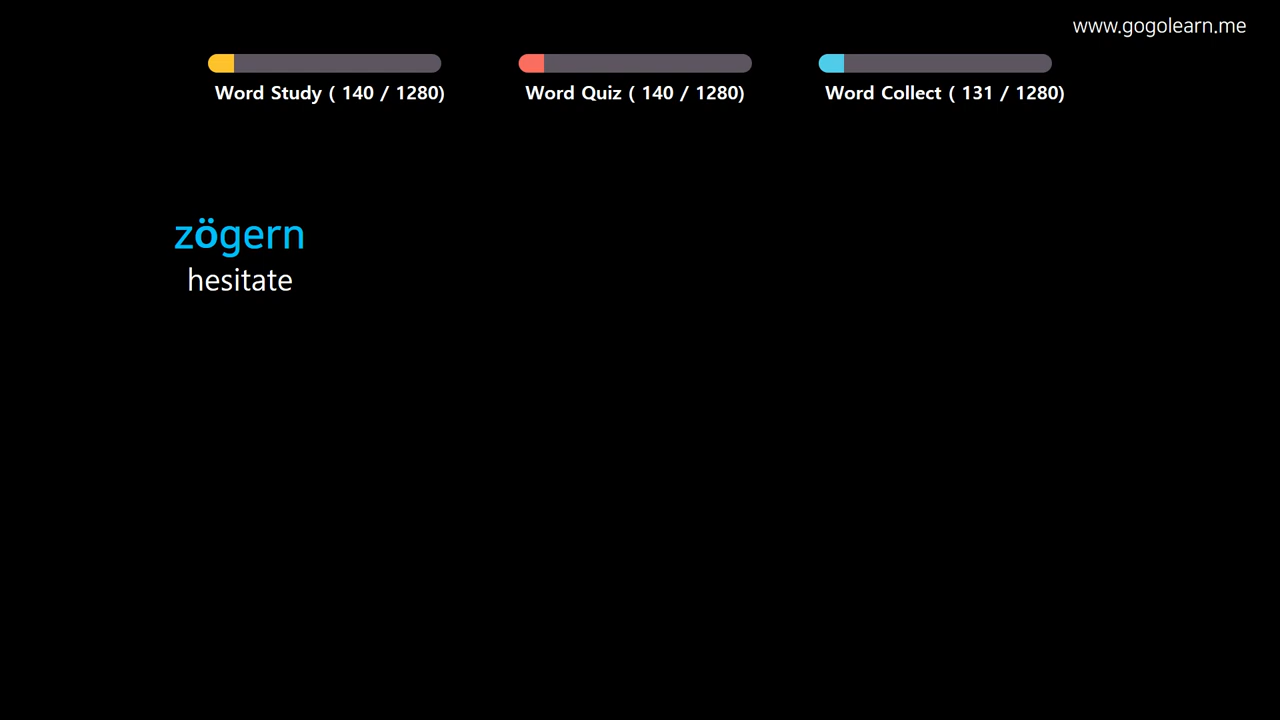 www.gogolearn.me
Word Study ( 140 / 1280)
Word Quiz ( 140 / 1280)
Word Collect ( 131 / 1280)
zögern
hesitate